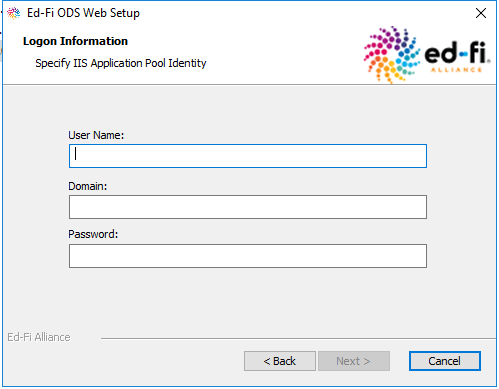 Ed-Fi ODS Web Setup
Logon Information
Specify IIS Application Pool Identity
ed-fi.
ALLIANCE
User Name:
Domain:
Password:
Ed-Fi Alliance
< Back
Next >
Cancel